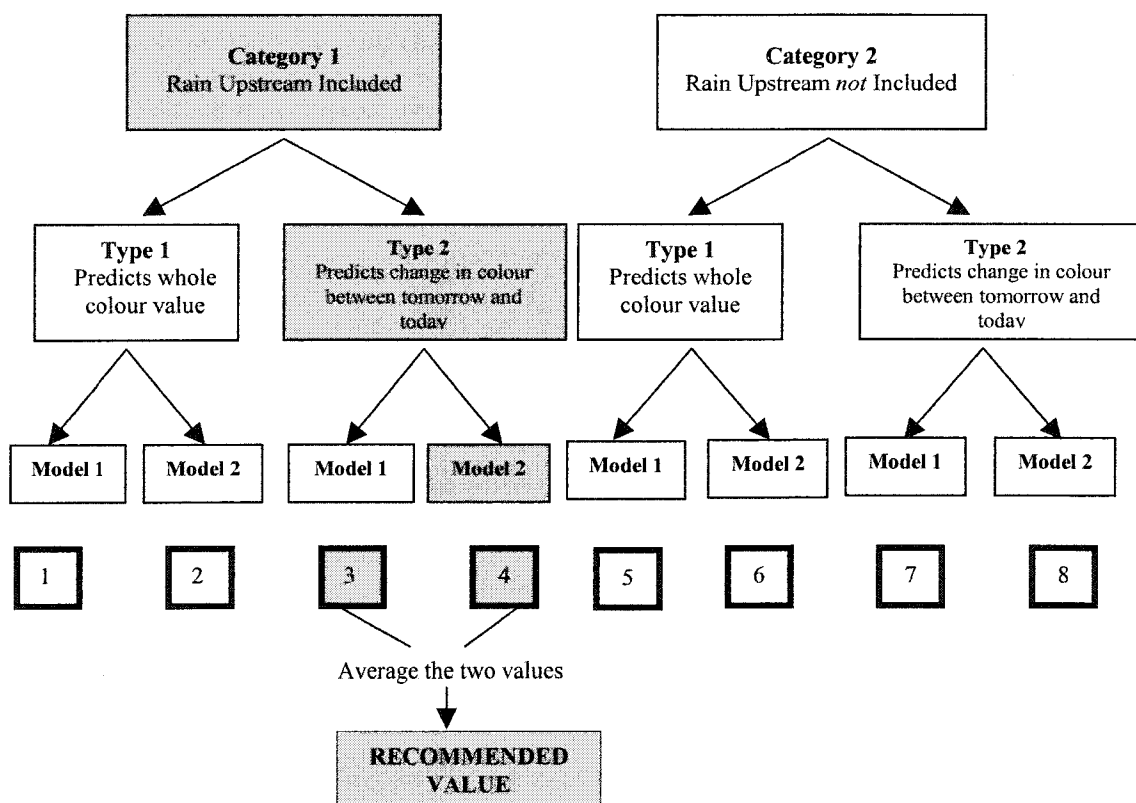 Category 1
Rain Upstream Included
Category 2
Rain Upstream not Included
Type 1
Predicts whole
colour value
Type 2
Predicts change in colour
between tomorrow and
today
Type 1
Predicts whole
colour value
Type 2
Predicts change in colour
between tomorrow and
today
Model 1
Model 2
Model 1
Model 2
Model 1
Model 2
Model 1
Model 2
1
2
3
4
5
6
7
8
Average the two values
RECOMMENDED
VALUE